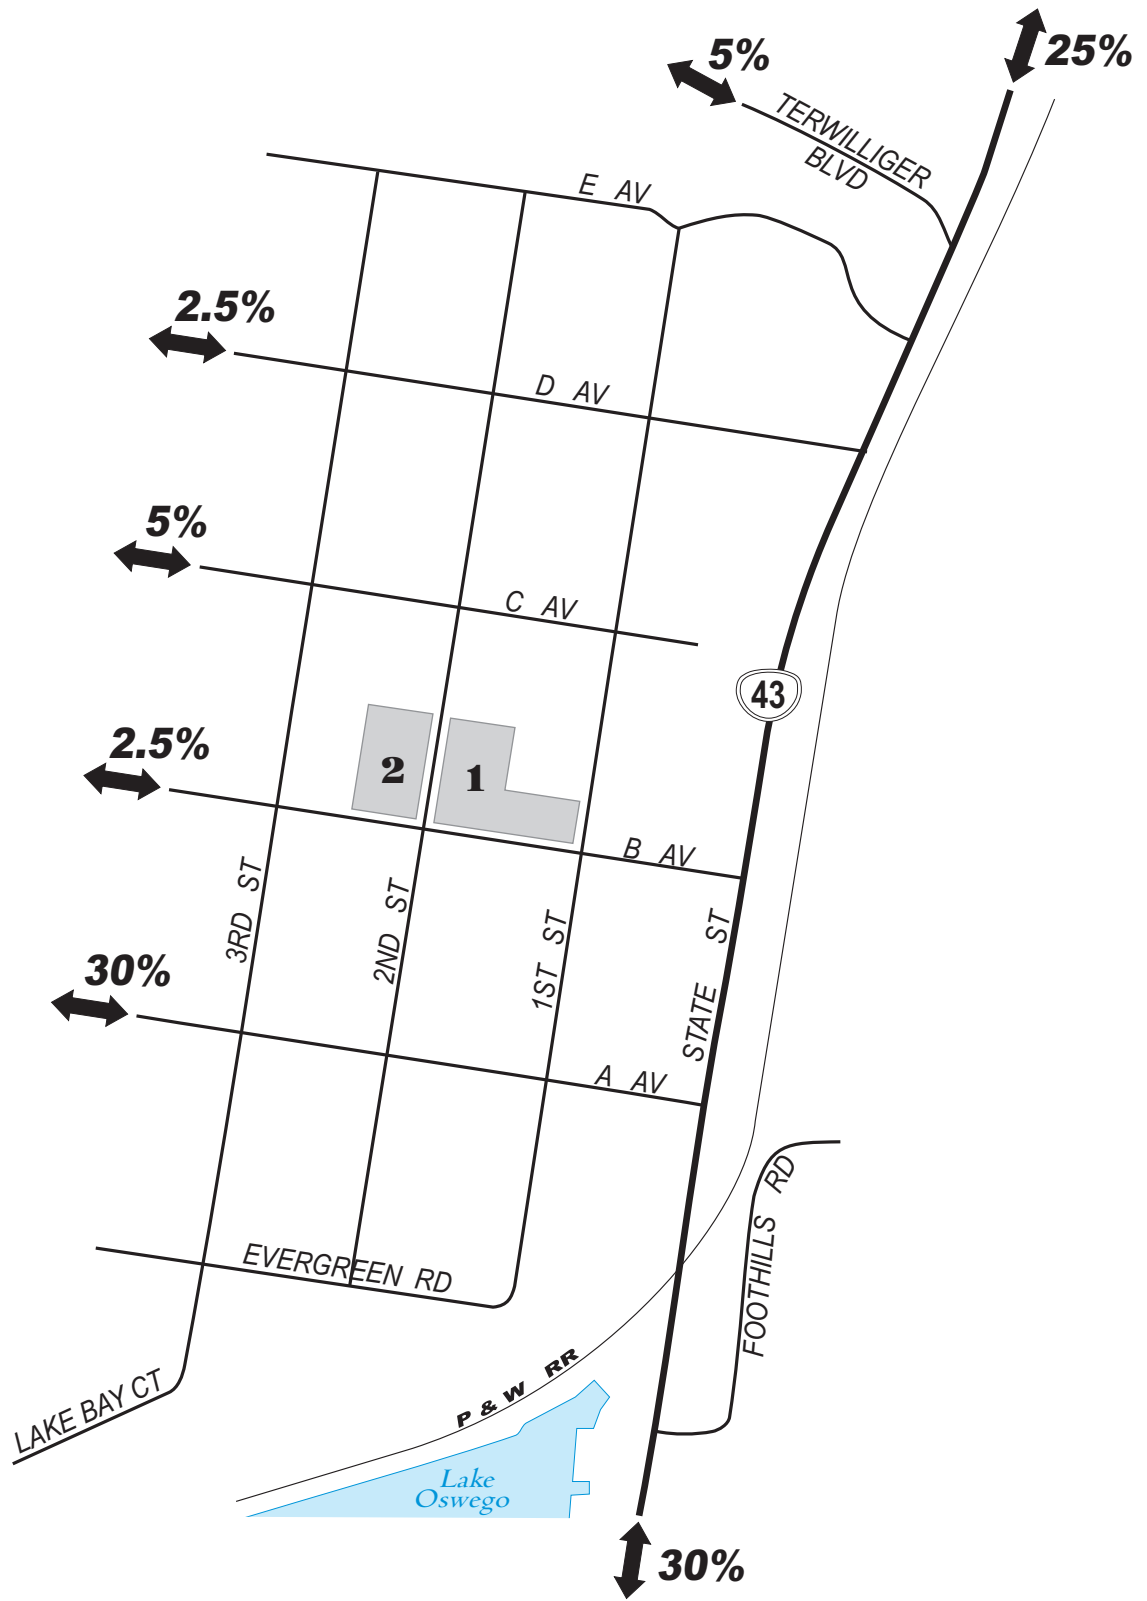 5%
25%
TERWILLIGER
BLVD
E AV
2.5%
D AV
5%
C AV
43
2.5%
2
1
B AV
3RD ST
2ND ST
1ST ST
STATE ST
30%
A AV
FOOTHILLS RD
EVERGREEN RD
LAKE BAY CT
P & W RR
Lake
Oswego
30%